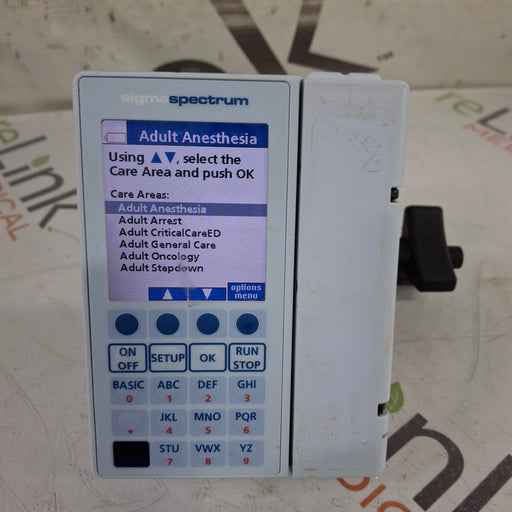 sigmaspectrum
Adult Anesthesia
Using ▲▼, select the
Care Area and push OK
Care Areas:
Adult Anesthesia
Adult Arrest
Adult CriticalCareED
Adult General Care
Adult Oncology
Adult Stepdown
▲ ▼ options
menu
ON
OFF
SETUP
OK
RUN
STOP
BASIC ABC DEF GHI
0 1 2 3
JKL MNO PQR
. 4 5 6
STU VWX YZ
7 8 9
reLink
MEDICAL